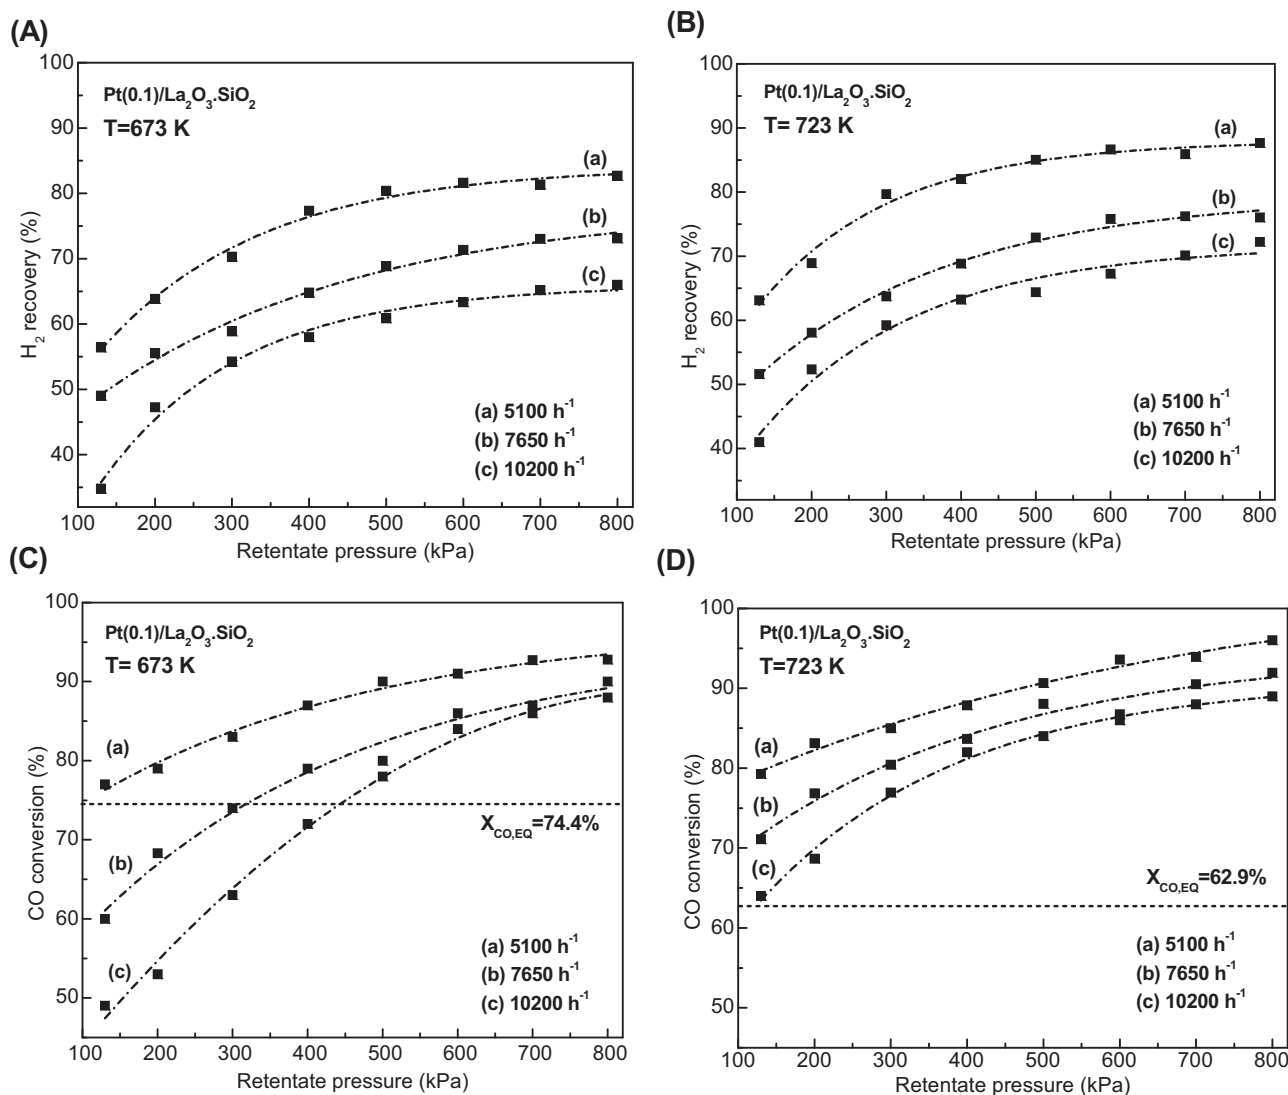 (A)
100
90
80
70
60
50
40
H₂ recovery (%)
Pt(0.1)/La₂O₃.SiO₂
T=673 K
(a)
(b)
(c)
(a) 5100 h⁻¹
(b) 7650 h⁻¹
(c) 10200 h⁻¹
100 200 300 400 500 600 700 800
Retentate pressure (kPa)
(B)
100
90
80
70
60
50
40
H₂ recovery (%)
Pt(0.1)/La₂O₃.SiO₂
T= 723 K
(a)
(b)
(c)
(a) 5100 h⁻¹
(b) 7650 h⁻¹
(c) 10200 h⁻¹
100 200 300 400 500 600 700 800
Retentate pressure (kPa)
(C)
100
90
80
70
60
50
CO conversion (%)
Pt(0.1)/La₂O₃.SiO₂
T= 673 K
(a)
X_CO,EQ=74.4%
(b)
(c)
(a) 5100 h⁻¹
(b) 7650 h⁻¹
(c) 10200 h⁻¹
100 200 300 400 500 600 700 800
Retentate pressure (kPa)
(D)
100
90
80
70
60
50
CO conversion (%)
Pt(0.1)/La₂O₃.SiO₂
T=723 K
(a)
(b)
(c)
X_CO,EQ=62.9%
(a) 5100 h⁻¹
(b) 7650 h⁻¹
(c) 10200 h⁻¹
100 200 300 400 500 600 700 800
Retentate pressure (kPa)